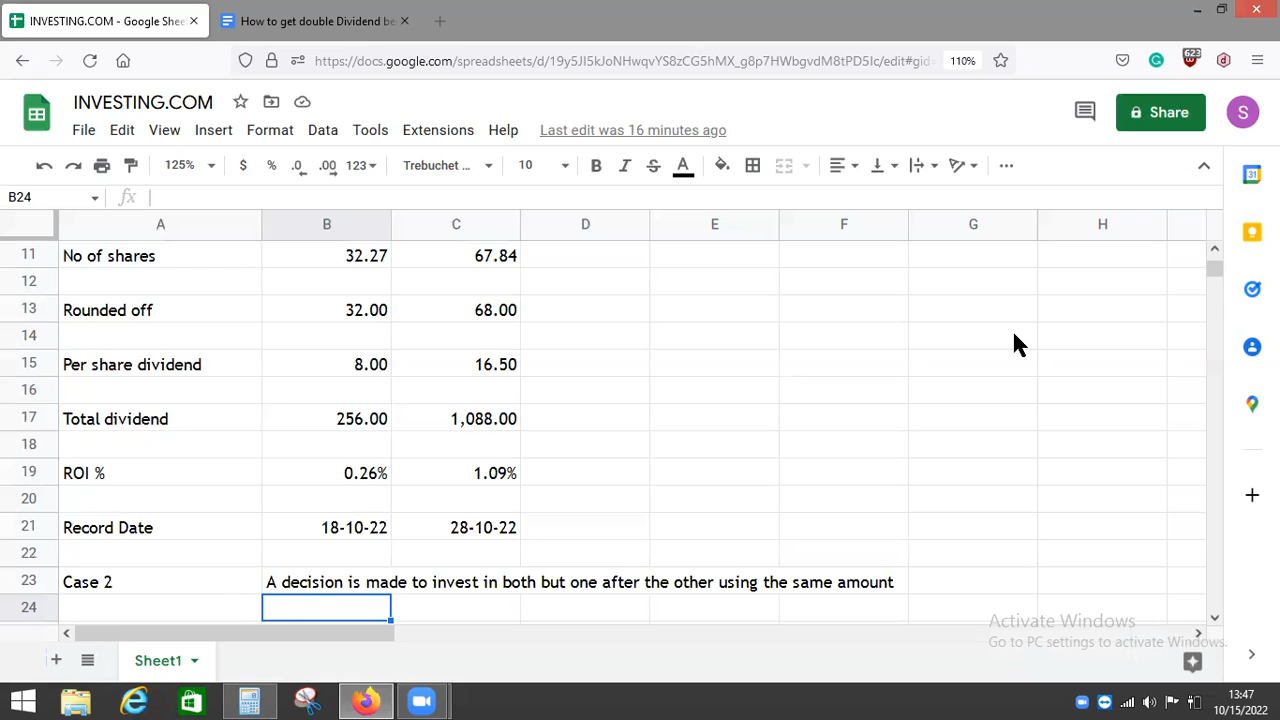 INVESTING.COM - Google Shee
How to get double Dividend be
https://docs.google.com/spreadsheets/d/19y5JI5kJoNHwqvYS8zCG5hMX_g8p7HWbgvdM8tPD5Ic/edit#gid=
110%
623
INVESTING.COM
Share
S
File Edit View Insert Format Data Tools Extensions Help Last edit was 16 minutes ago
125% $ % .0 .00 123 Trebuchet ... 10 B I S A
B24 fx
A B C D E F G H
11 No of shares 32.27 67.84
12
13 Rounded off 32.00 68.00
14
15 Per share dividend 8.00 16.50
16
17 Total dividend 256.00 1,088.00
18
19 ROI % 0.26% 1.09%
20
21 Record Date 18-10-22 28-10-22
22
23 Case 2 A decision is made to invest in both but one after the other using the same amount
24
31
Activate Windows
Go to PC settings to activate Windows.
Sheet1
13:47
10/15/2022